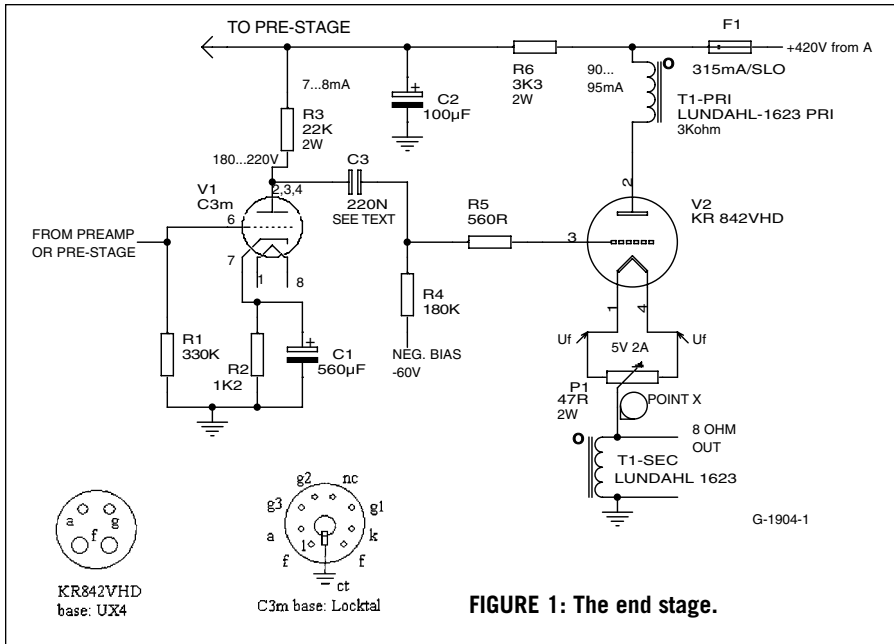 TO PRE-STAGE
F1
+420V from A
315mA/SLO
7...8mA
R3
22K
2W
C2
100µF
R6
3K3
2W
90...
95mA
T1-PRI
LUNDAHL-1623 PRI
3Kohm
180...220V
V1
C3m
2,3,4
6
7
1
8
C3
220N
SEE TEXT
FROM PREAMP
OR PRE-STAGE
R5
560R
2
3
V2
KR 842VHD
1
4
R4
180K
NEG. BIAS
-60V
R1
330K
R2
1K2
C1
560µF
Uf
5V 2A
Uf
P1
47R
2W
POINT X
8 OHM
OUT
T1-SEC
LUNDAHL 1623
G-1904-1
a
g
f
KR842VHD
base: UX4
g2
nc
g3
g1
a
k
f
1
f
ct
C3m base: Locktal
FIGURE 1: The end stage.